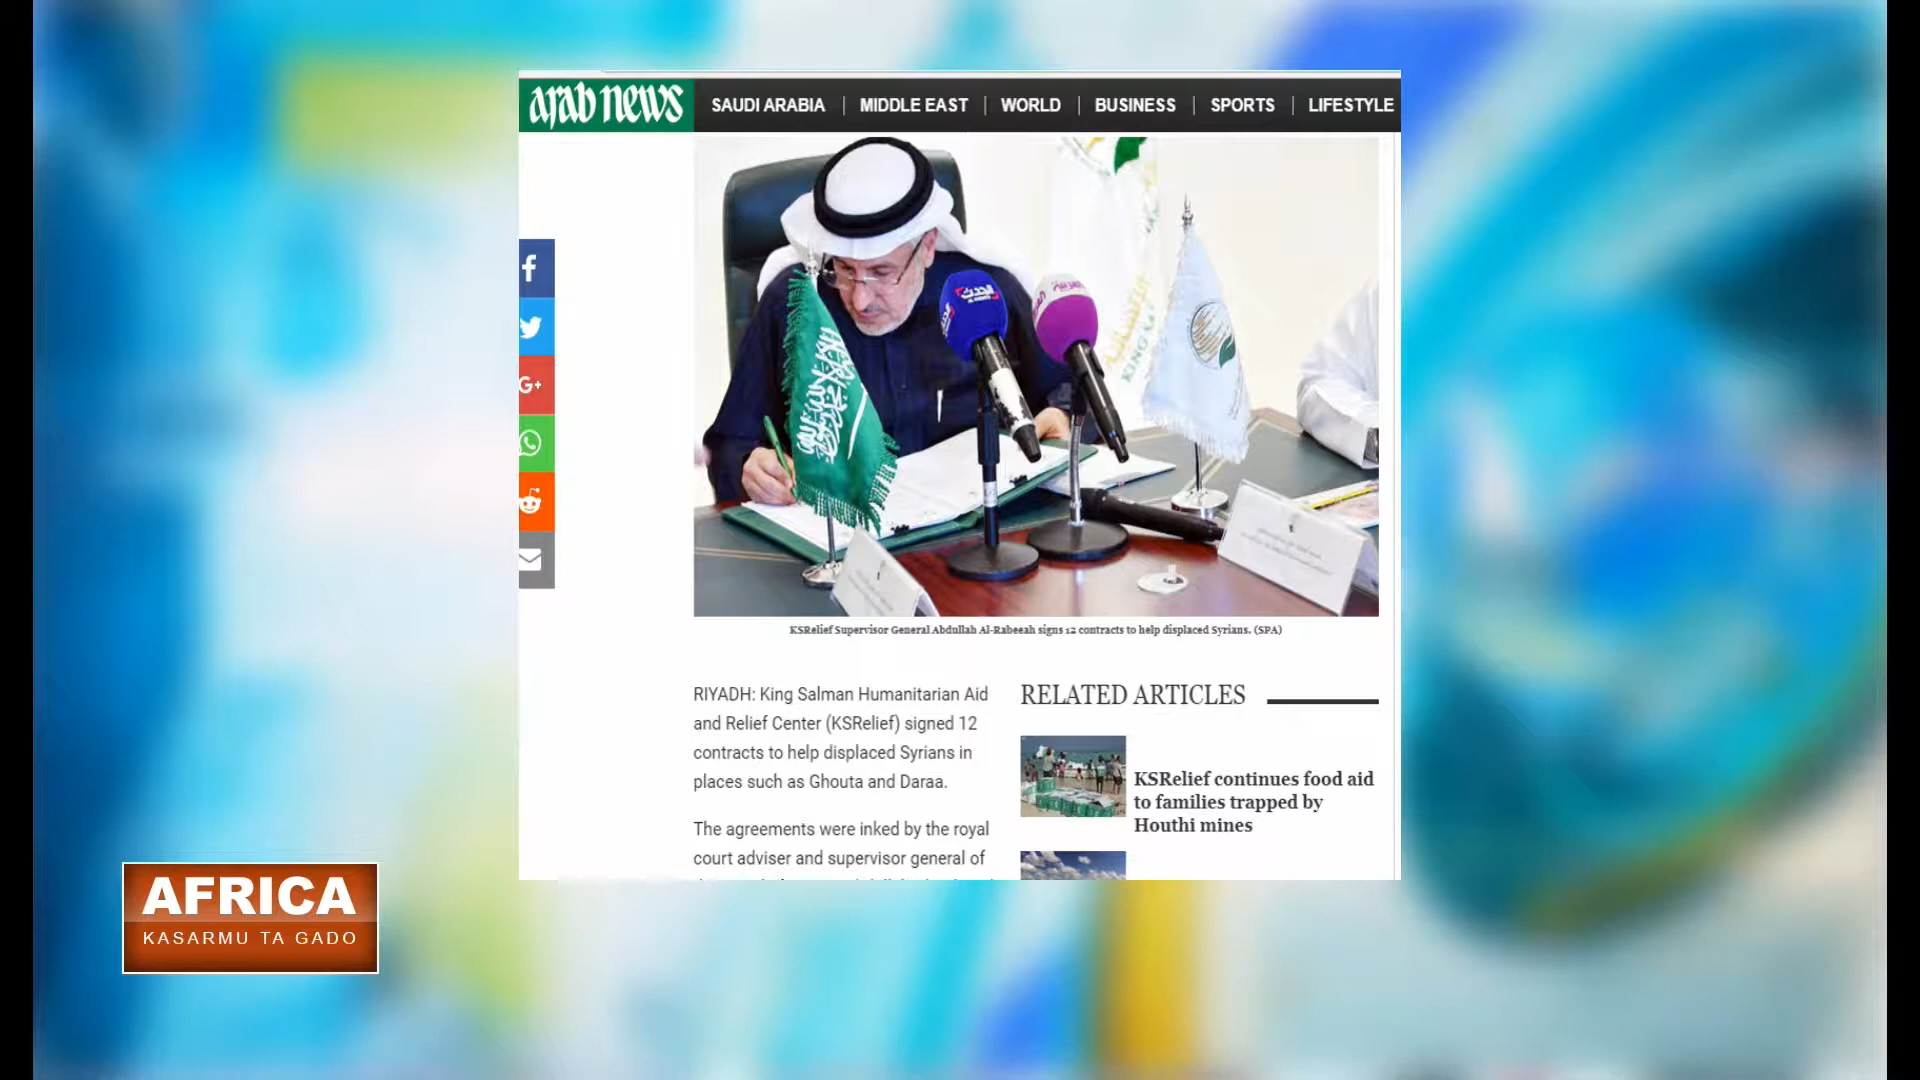 arab news
SAUDI ARABIA | MIDDLE EAST | WORLD | BUSINESS | SPORTS | LIFESTYLE
الحدث
KSRelief Supervisor General Abdullah Al-Rabeeah signs 12 contracts to help displaced Syrians. (SPA)
RIYADH: King Salman Humanitarian Aid
and Relief Center (KSRelief) signed 12
contracts to help displaced Syrians in
places such as Ghouta and Daraa.
The agreements were inked by the royal
court adviser and supervisor general of
RELATED ARTICLES
KSRelief continues food aid
to families trapped by
Houthi mines
AFRICA
KASARMU TA GADO